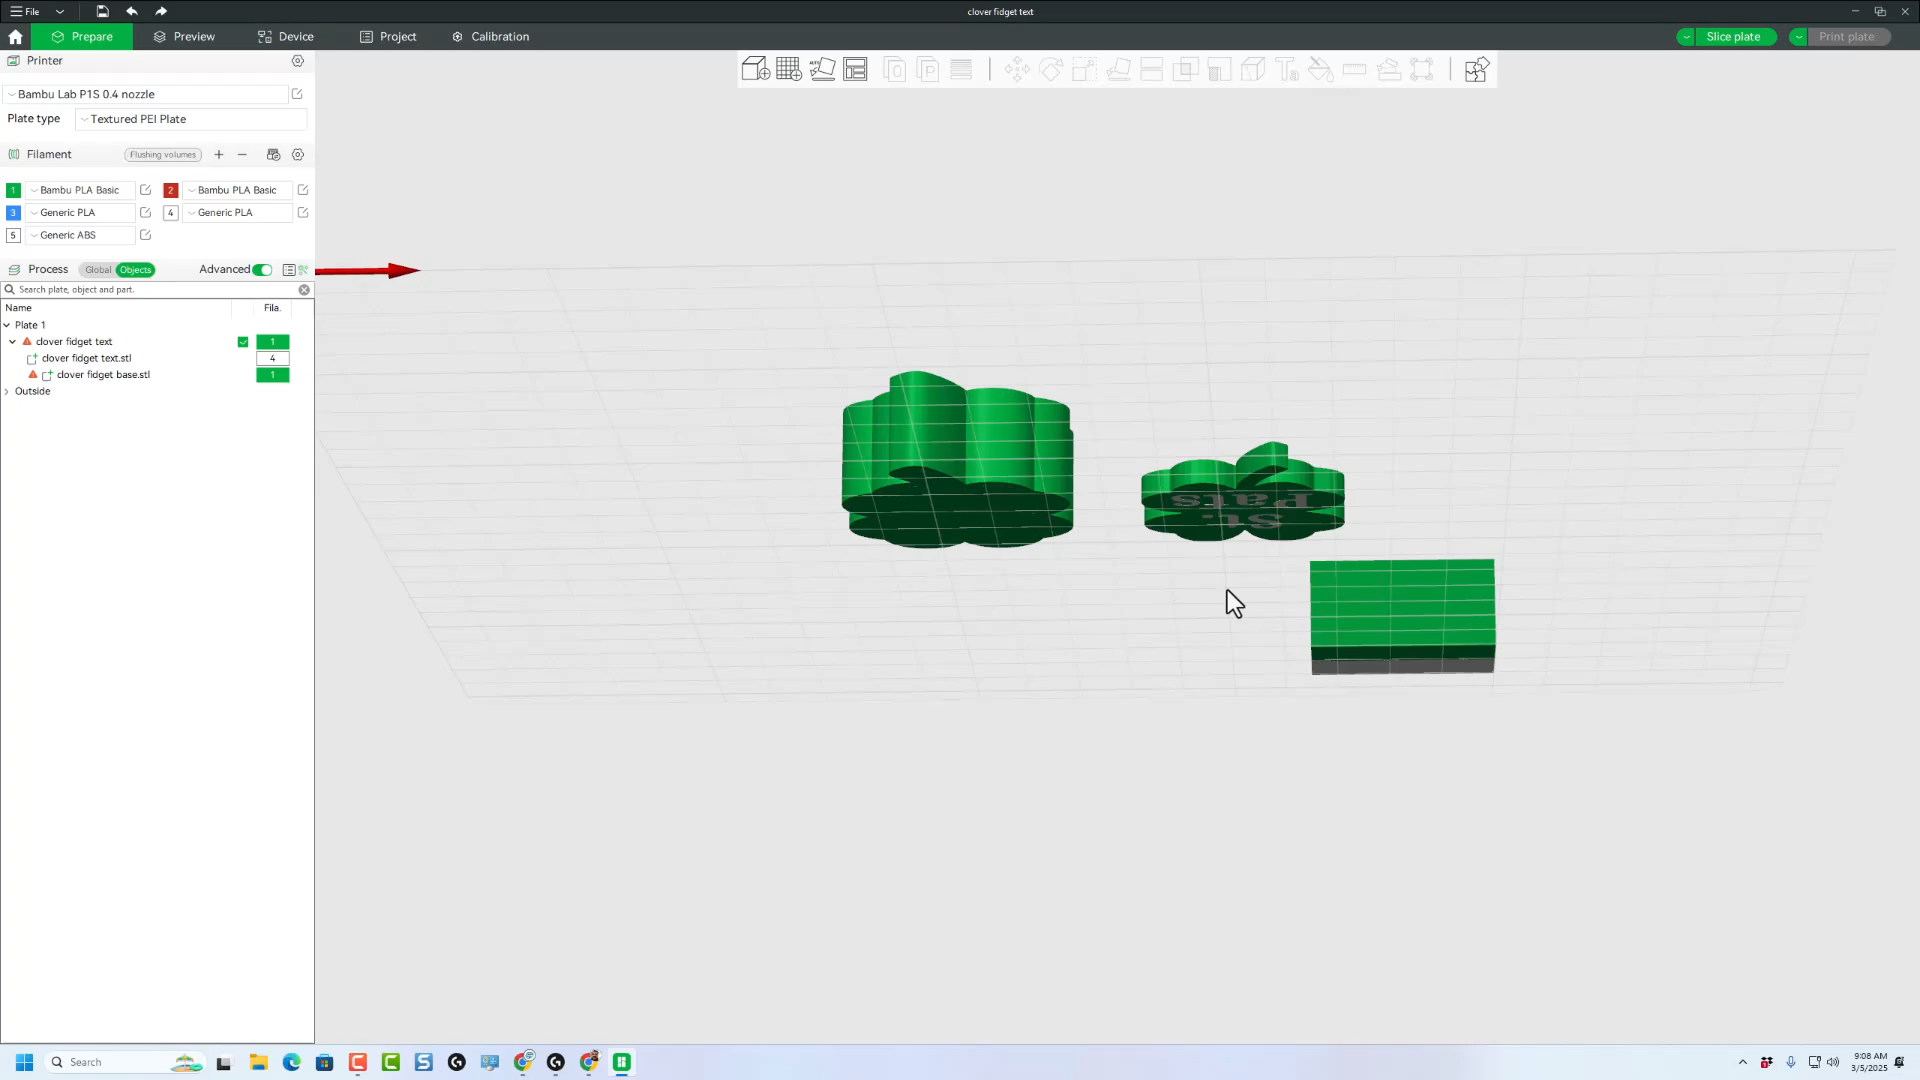 File
clover fidget text
Prepare
Preview
Device
Project
Calibration
Slice plate
Print plate
Printer
Bambu Lab P1S 0.4 nozzle
Plate type
Textured PEI Plate
Filament
Flushing volumes
1 Bambu PLA Basic
2 Bambu PLA Basic
3 Generic PLA
4 Generic PLA
5 Generic ABS
Process
Global
Objects
Advanced
Search plate, object and part.
Name
Fila.
Plate 1
clover fidget text 1
clover fidget text.stl 4
clover fidget base.stl 1
Outside
St.
Pats
Search
9:08 AM
3/5/2025